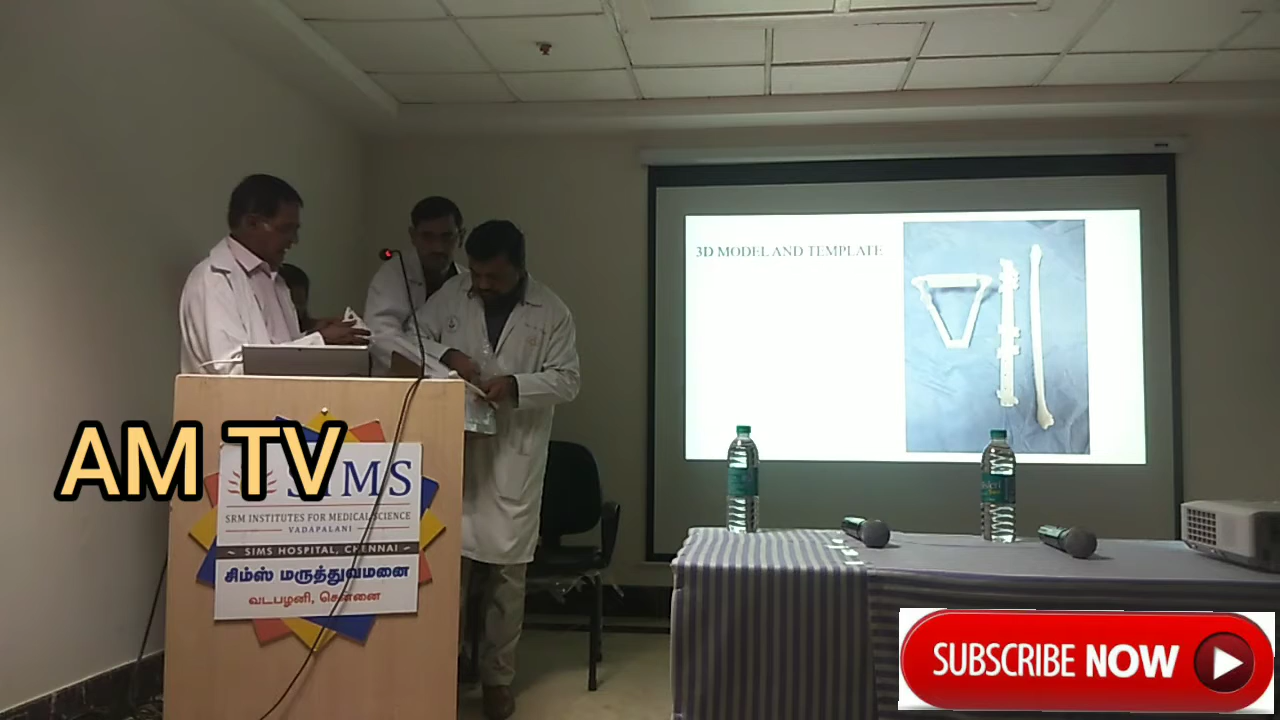 3D MODEL AND TEMPLATE
AM TV
SIMS
SRM INSTITUTES FOR MEDICAL SCIENCE
VADAPALANI
SIMS HOSPITAL, CHENNAI
சிம்ஸ் மருத்துவமனை
வடபழனி, சென்னை
SUBSCRIBE NOW